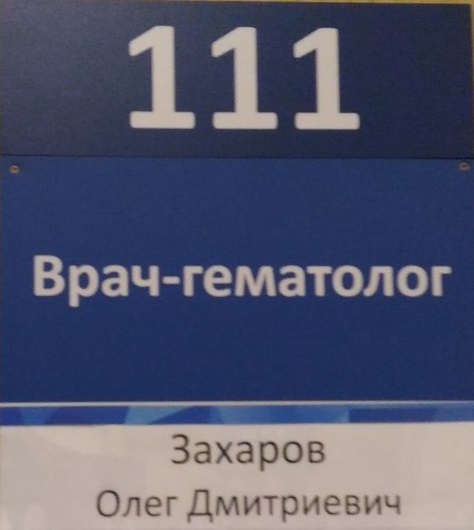 111
Врач-гематолог
Захаров
Олег Дмитриевич